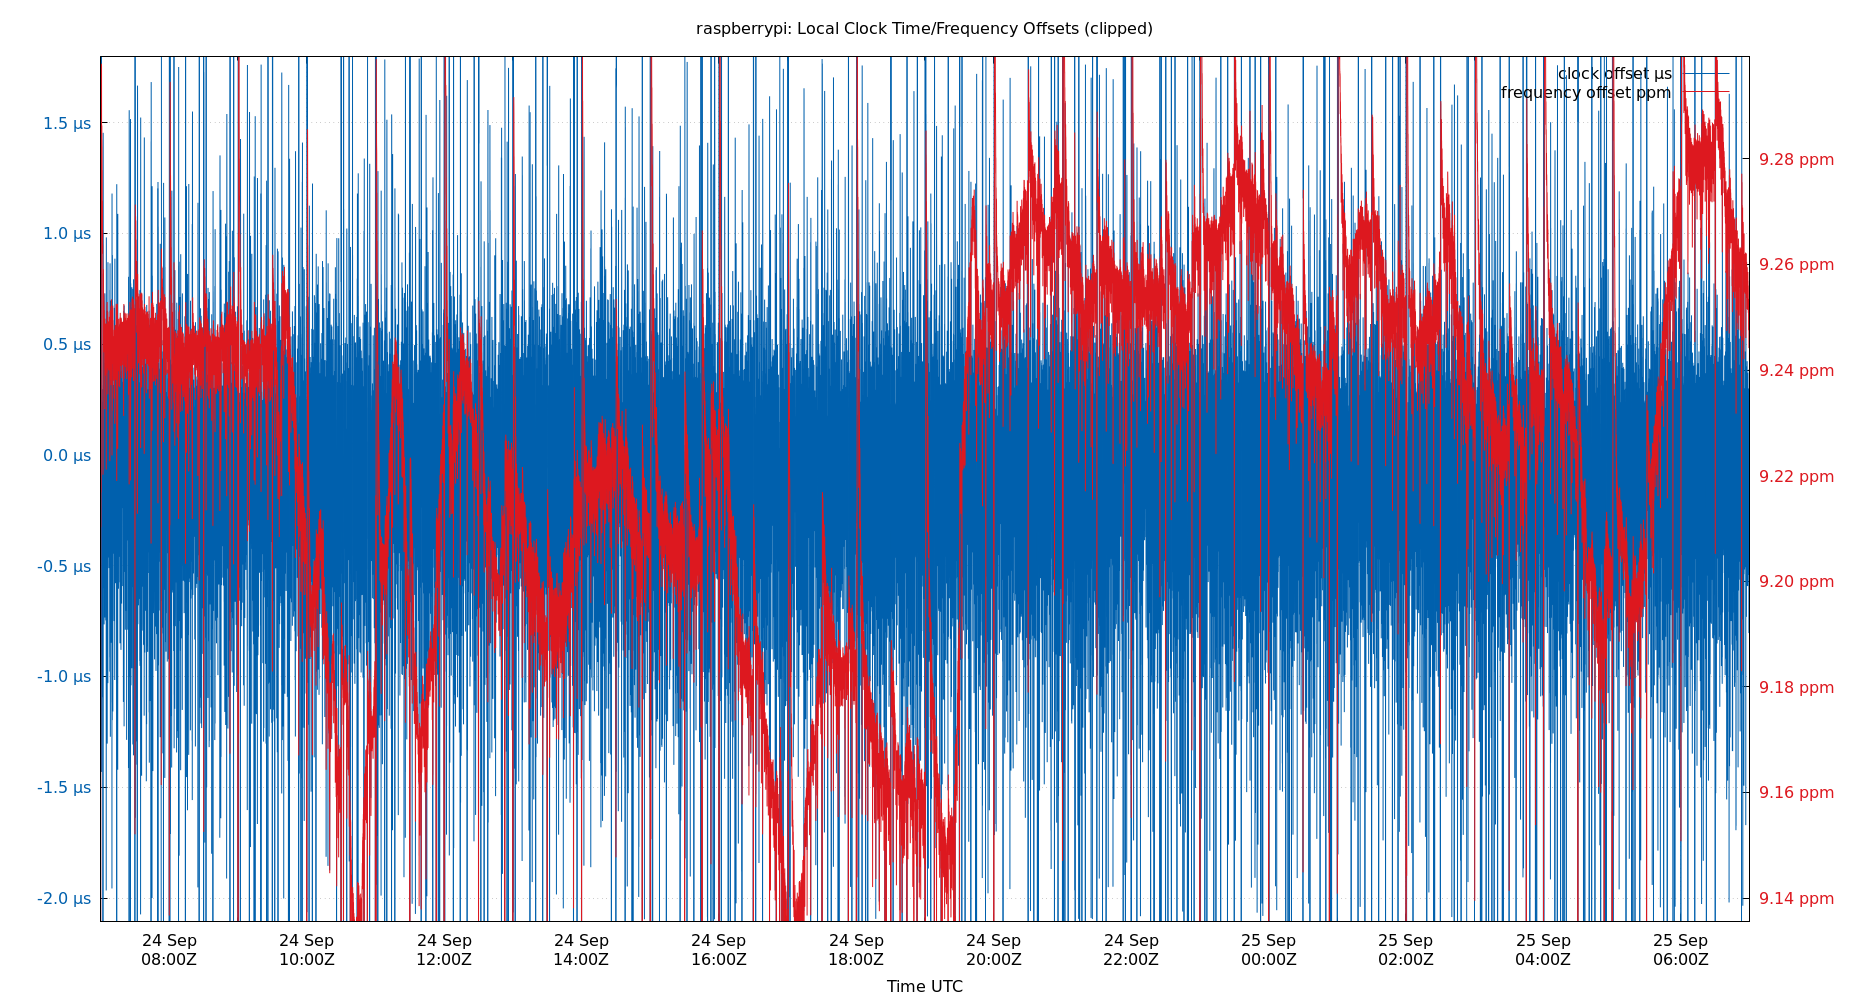 raspberrypi: Local Clock Time/Frequency Offsets (clipped)
clock offset µs
frequency offset ppm
1.5 µs
1.0 µs
0.5 µs
0.0 µs
-0.5 µs
-1.0 µs
-1.5 µs
-2.0 µs
9.28 ppm
9.26 ppm
9.24 ppm
9.22 ppm
9.20 ppm
9.18 ppm
9.16 ppm
9.14 ppm
24 Sep 24 Sep 24 Sep 24 Sep 24 Sep 24 Sep 24 Sep 24 Sep 25 Sep 25 Sep 25 Sep 25 Sep
08:00Z 10:00Z 12:00Z 14:00Z 16:00Z 18:00Z 20:00Z 22:00Z 00:00Z 02:00Z 04:00Z 06:00Z
Time UTC